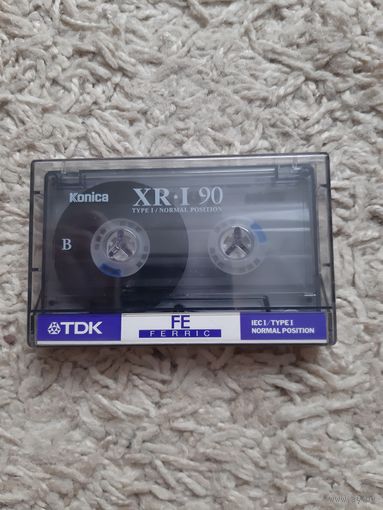 Konica
XR·I 90
TYPE I / NORMAL POSITION
B
TDK
FE
FERRIC
IEC I / TYPE I
NORMAL POSITION